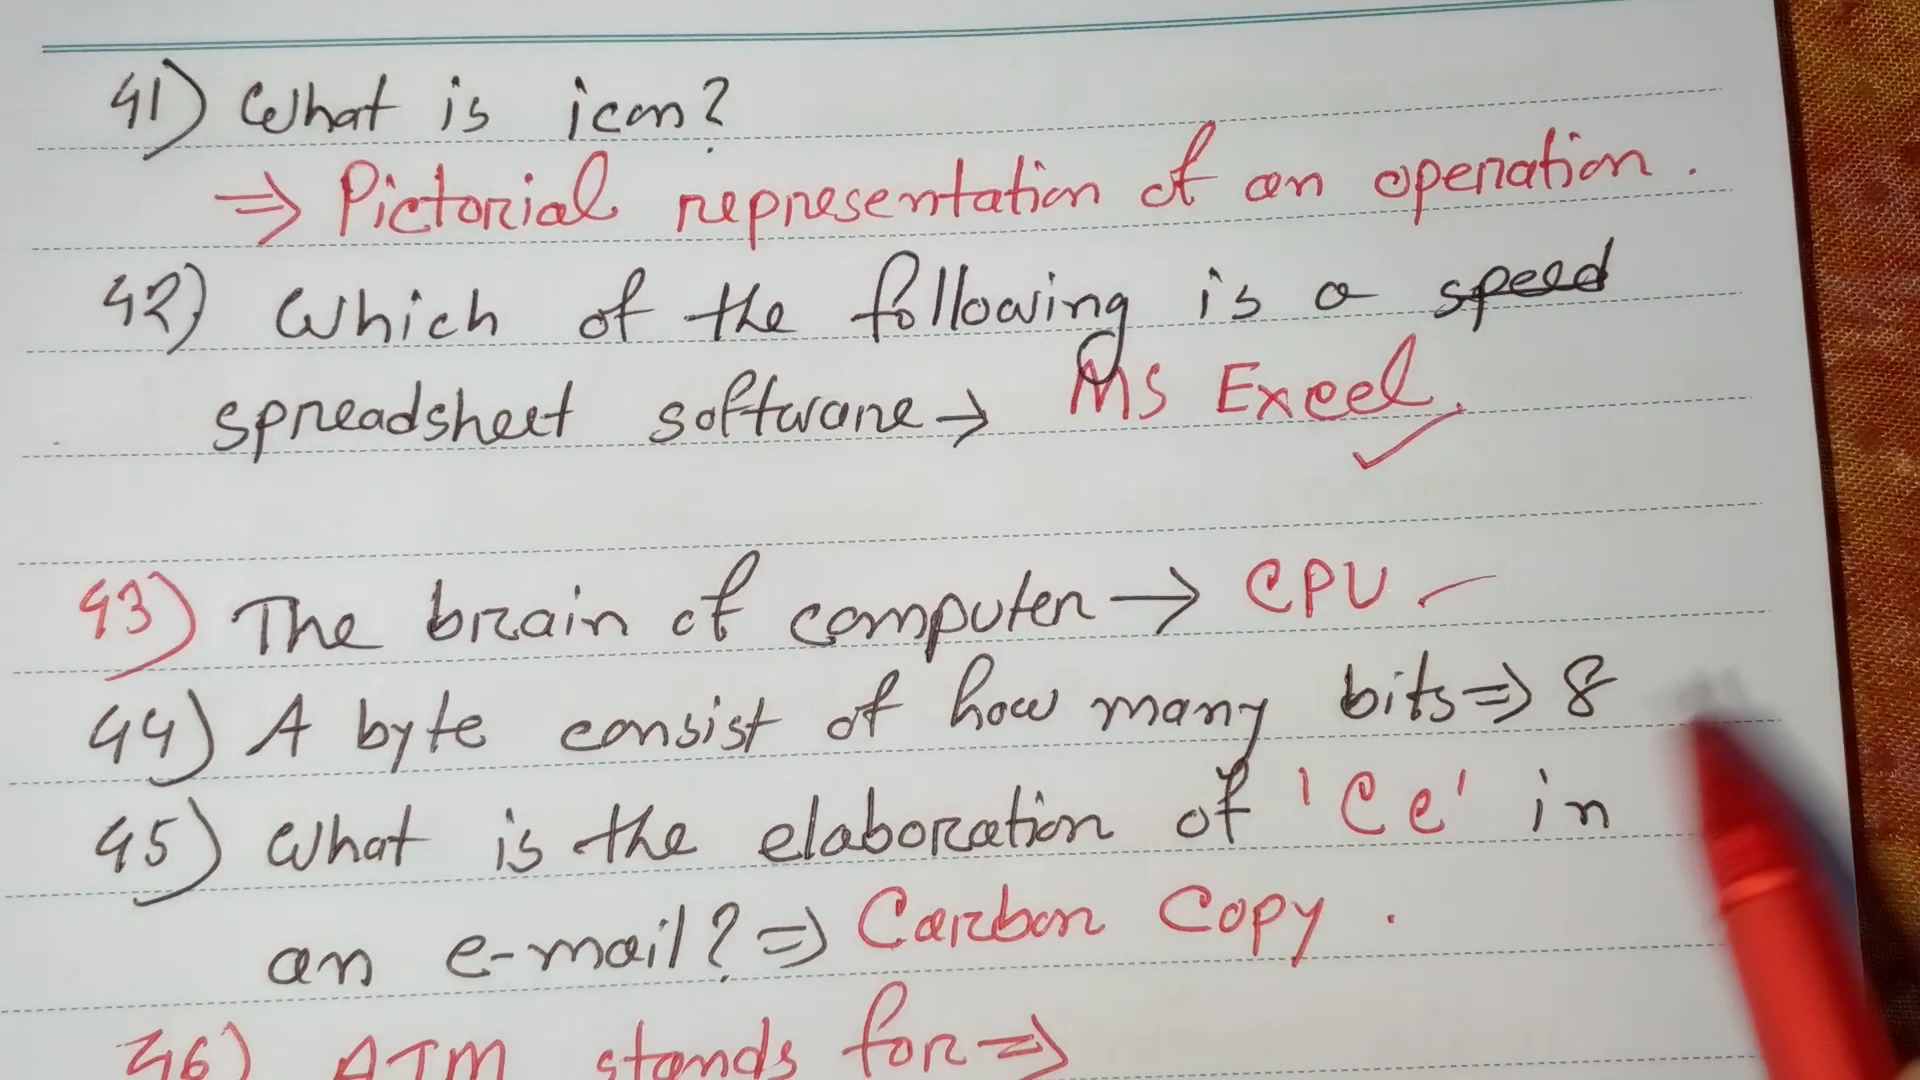 41) What is icon?
⇒ Pictorial representation of an operation.
42) Which of the following is a speed
spreadsheet software → MS Excel.
43) The brain of computer → CPU
44) A byte consist of how many bits ⇒ 8
45) What is the elaboration of 'Cc' in
an e-mail? ⇒ Carbon Copy.
46) ATM stands for ⇒